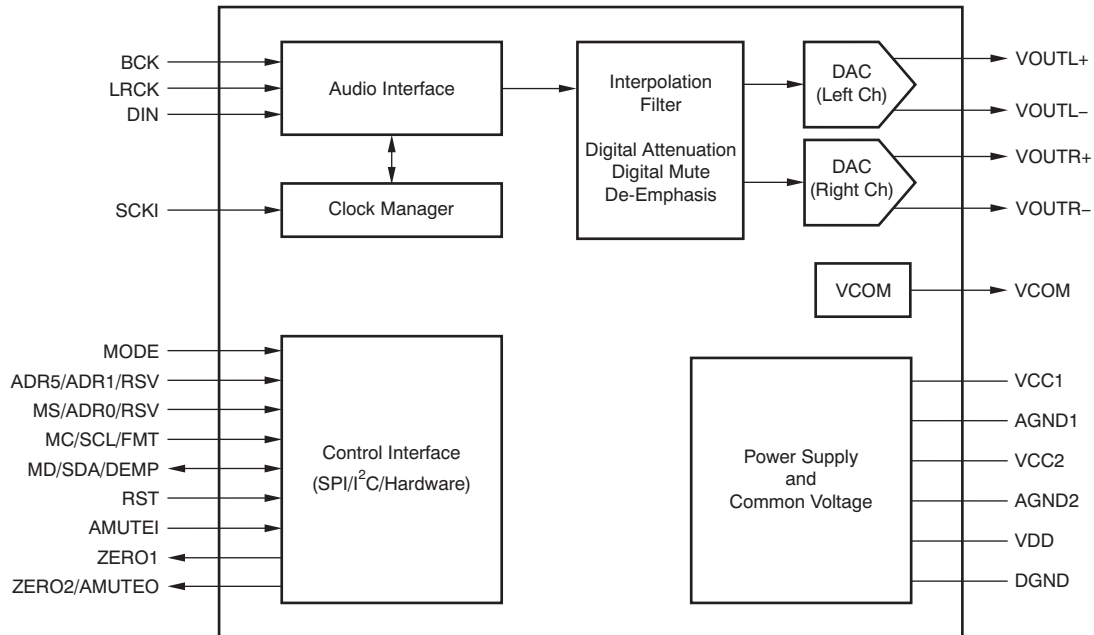 BCK
LRCK
DIN
Audio Interface
SCKI
Clock Manager
Interpolation
Filter
Digital Attenuation
Digital Mute
De-Emphasis
DAC
(Left Ch)
DAC
(Right Ch)
VOUTL+
VOUTL−
VOUTR+
VOUTR−
VCOM
VCOM
MODE
ADR5/ADR1/RSV
MS/ADR0/RSV
MC/SCL/FMT
MD/SDA/DEMP
RST
AMUTEI
ZERO1
ZERO2/AMUTEO
Control Interface
(SPI/I²C/Hardware)
Power Supply
and
Common Voltage
VCC1
AGND1
VCC2
AGND2
VDD
DGND